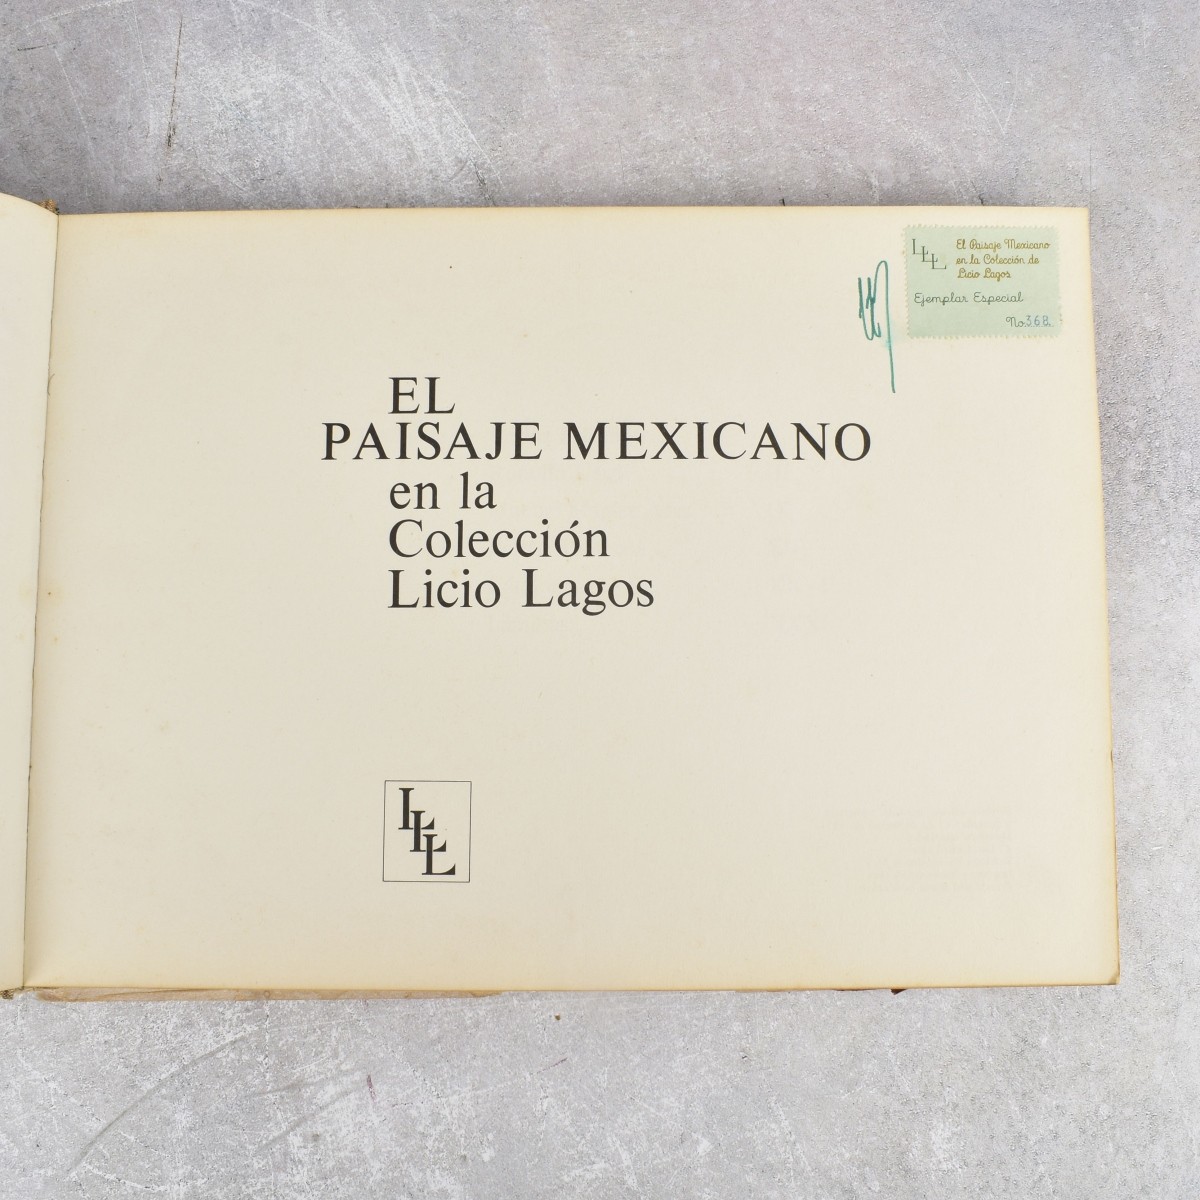 LLL
El Paisaje Mexicano
en la Colección de
Licio Lagos
Ejemplar Especial
No. 368
EL
PAISAJE MEXICANO
en la
Colección
Licio Lagos
LLL